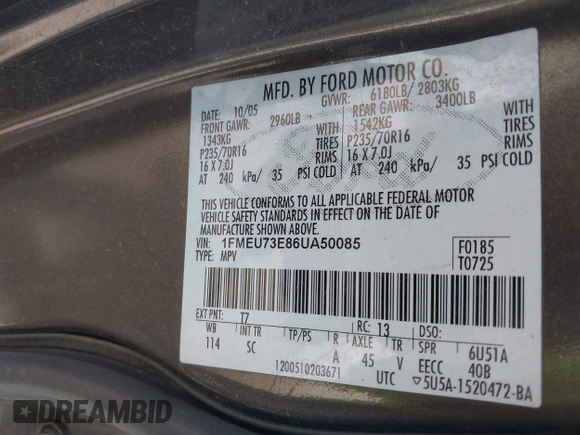 MFD. BY FORD MOTOR CO.
DATE: 10/05 GVWR: 6180LB/ 2803KG
FRONT GAWR: 2960LB REAR GAWR: 3400LB
1343KG WITH 1542KG WITH
P235/70R16 TIRES P235/70R16 TIRES
16 X 7.0J RIMS 16 X 7.0J RIMS
AT 240 kPa/ 35 PSI COLD AT 240 kPa/ 35 PSI COLD
THIS VEHICLE CONFORMS TO ALL APPLICABLE FEDERAL MOTOR
VEHICLE SAFETY STANDARDS IN EFFECT ON THE DATE OF
MANUFACTURE SHOWN ABOVE.
VIN: 1FMEU73E86UA50085 F0185
TYPE: MPV T0725
EXT PNT: T7 RC: 13 DSO:
WB INT TR TP/PS R AXLE TR SPR 6U51A
114 SC A 45 V EECC 40B
1200510203671 UTC 5U5A-1520472-BA
DREAMBID